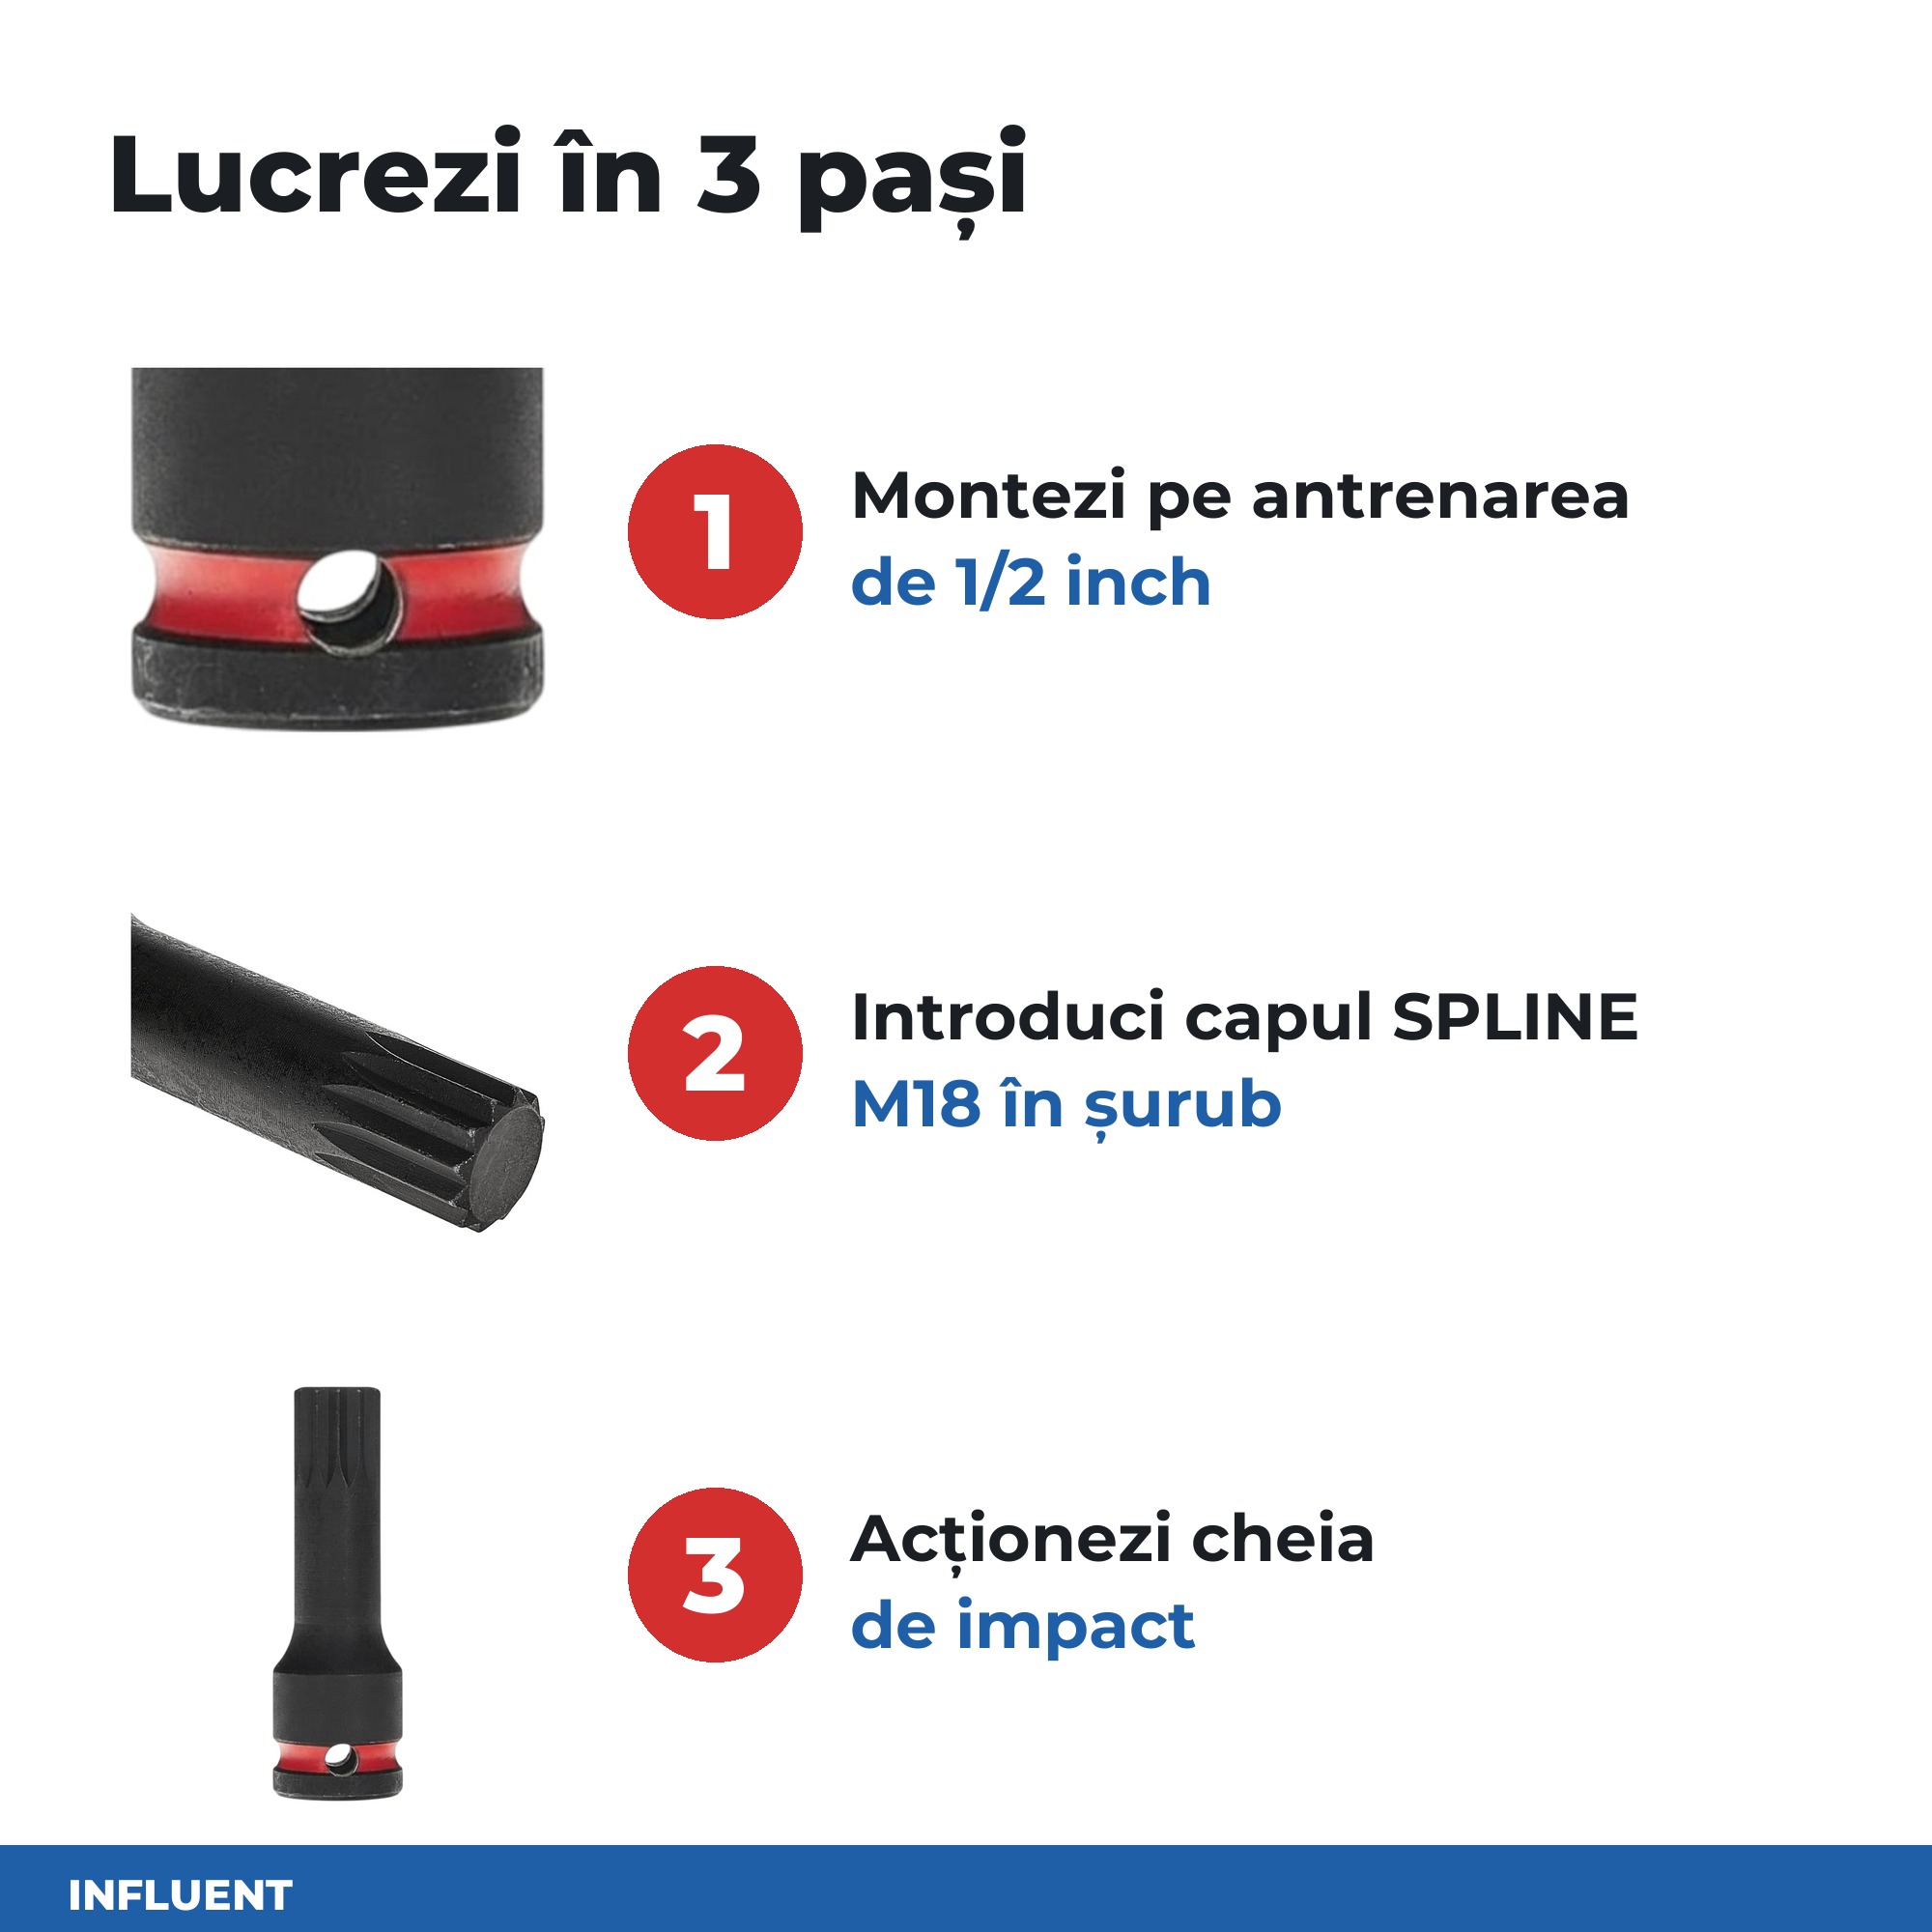 Lucrezi în 3 pași
1
Montezi pe antrenarea
de 1/2 inch
2
Introduci capul SPLINE
M18 în șurub
3
Acționezi cheia
de impact
INFLUENT